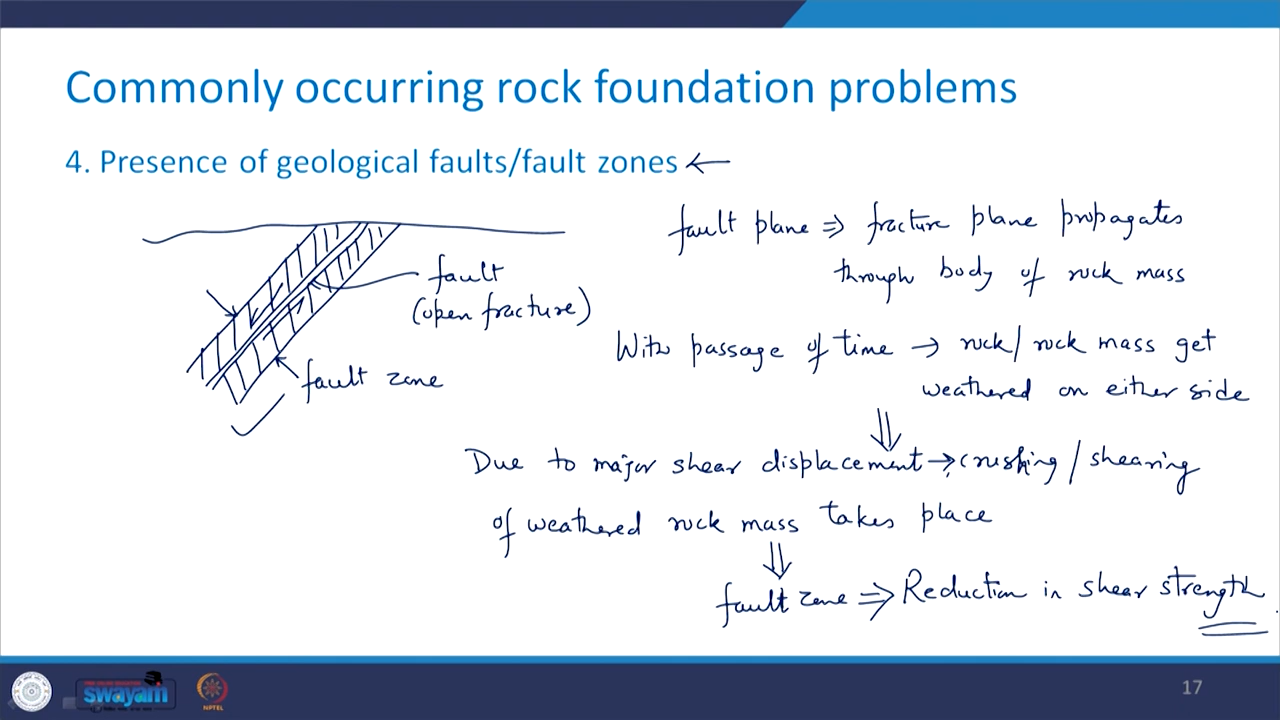 Commonly occurring rock foundation problems
4. Presence of geological faults/fault zones ←
fault
(open fracture)
fault zone
fault plane ⇒ fracture plane propagates
through body of rock mass
With passage of time → rock/rock mass get
weathered on either side
⇓
Due to major shear displacement → crushing/shearing
of weathered rock mass takes place
⇓
fault zone ⇒ Reduction in shear strength
swayam
NPTEL
17